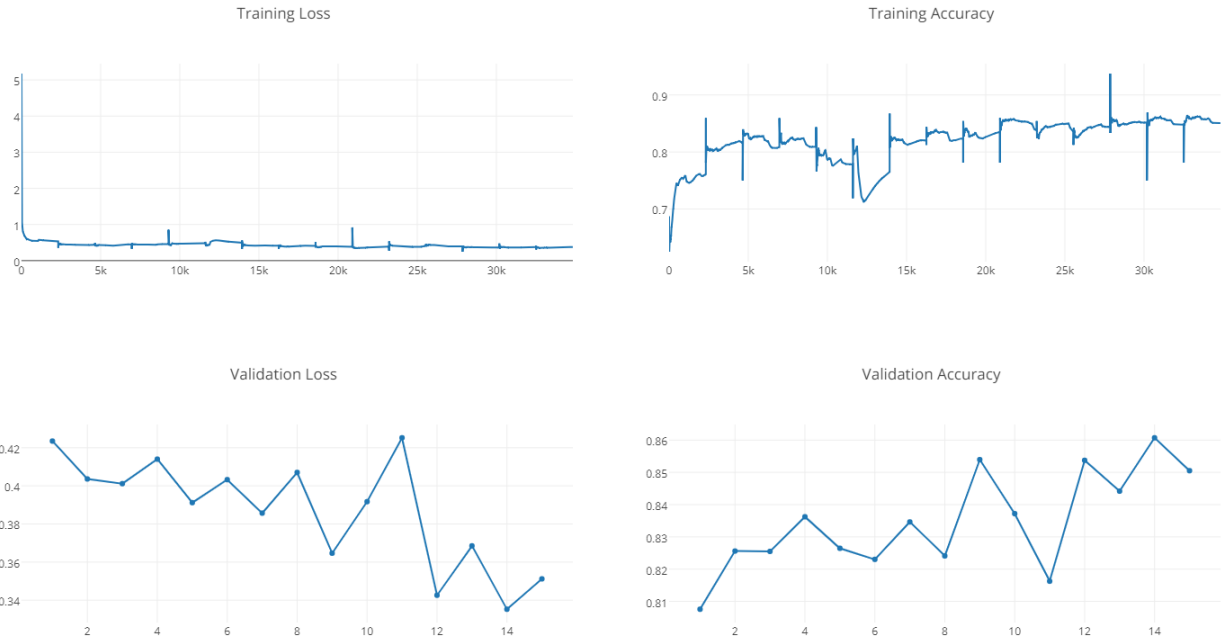 Training Loss
5
4
3
2
1
0
0 5k 10k 15k 20k 25k 30k
Training Accuracy
0.9
0.8
0.7
0 5k 10k 15k 20k 25k 30k
Validation Loss
0.42
0.4
0.38
0.36
0.34
2 4 6 8 10 12 14
Validation Accuracy
0.86
0.85
0.84
0.83
0.82
0.81
2 4 6 8 10 12 14